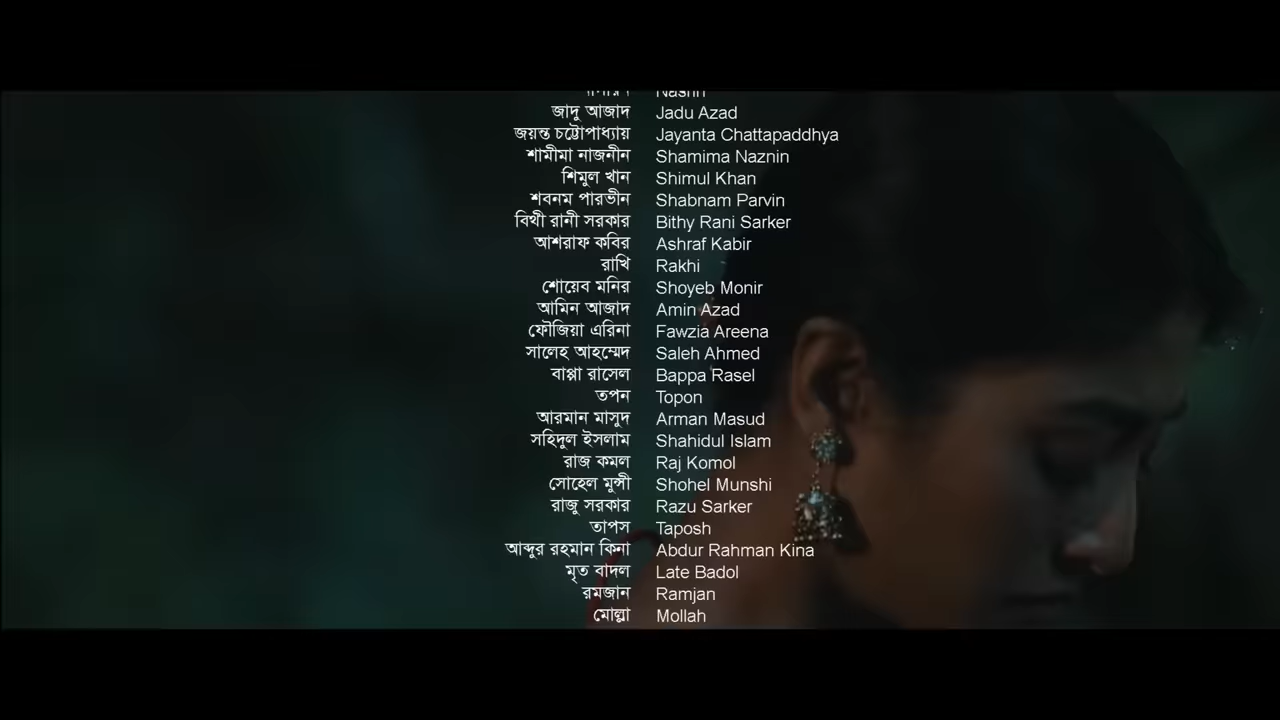 জাদু আজাদ Jadu Azad
জয়ন্ত চট্টোপাধ্যায় Jayanta Chattapaddhya
শামীমা নাজনীন Shamima Naznin
শিমুল খান Shimul Khan
শবনম পারভীন Shabnam Parvin
বিথী রানী সরকার Bithy Rani Sarker
আশরাফ কবির Ashraf Kabir
রাখি Rakhi
শোয়েব মনির Shoyeb Monir
আমিন আজাদ Amin Azad
ফৌজিয়া এরিনা Fawzia Areena
সালেহ আহম্মেদ Saleh Ahmed
বাপ্পা রাসেল Bappa Rasel
তপন Topon
আরমান মাসুদ Arman Masud
সহিদুল ইসলাম Shahidul Islam
রাজ কমল Raj Komol
সোহেল মুন্সী Shohel Munshi
রাজু সরকার Razu Sarker
তাপস Taposh
আব্দুর রহমান কিনা Abdur Rahman Kina
মৃত বাদল Late Badol
রমজান Ramjan
মোল্লা Mollah